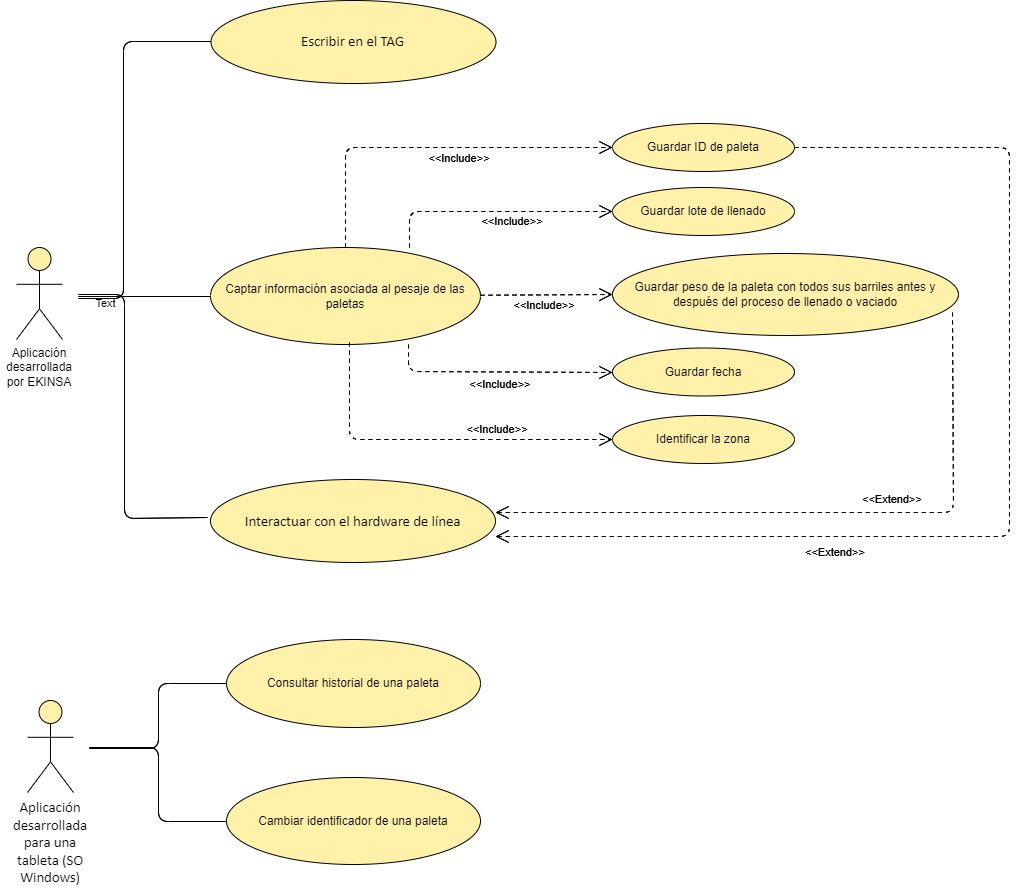 Escribir en el TAG
Guardar ID de paleta
<<Include>>
Guardar lote de llenado
<<Include>>
Captar información asociada al pesaje de las
paletas
Guardar peso de la paleta con todos sus barriles antes y
después del proceso de llenado o vaciado
<<Include>>
Text
Aplicación
desarrollada
por EKINSA
Guardar fecha
<<Include>>
<<Include>>
Identificar la zona
<<Extend>>
Interactuar con el hardware de línea
<<Extend>>
Consultar historial de una paleta
Aplicación
desarrollada
para una
tableta (SO
Windows)
Cambiar identificador de una paleta